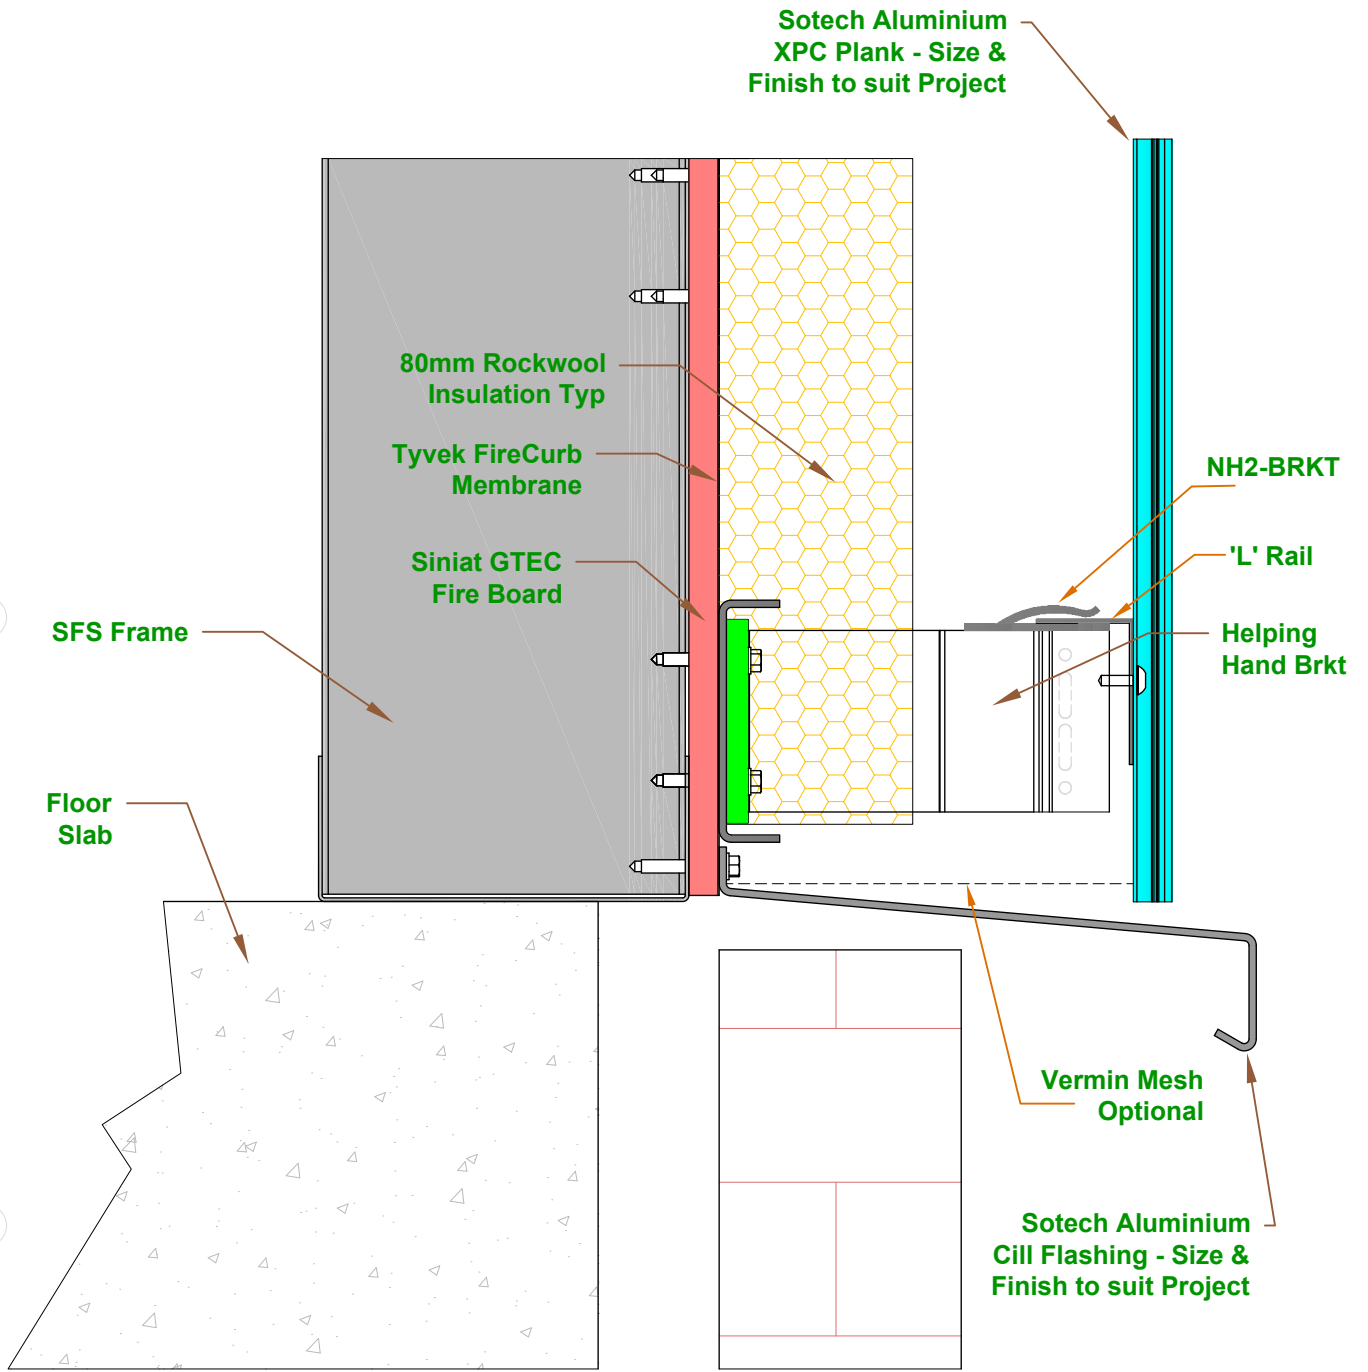 Sotech Aluminium
XPC Plank - Size &
Finish to suit Project
80mm Rockwool
Insulation Typ
Tyvek FireCurb
Membrane
NH2-BRKT
Siniat GTEC
Fire Board
'L' Rail
SFS Frame
Helping
Hand Brkt
Floor
Slab
Vermin Mesh
Optional
Sotech Aluminium
Cill Flashing - Size &
Finish to suit Project